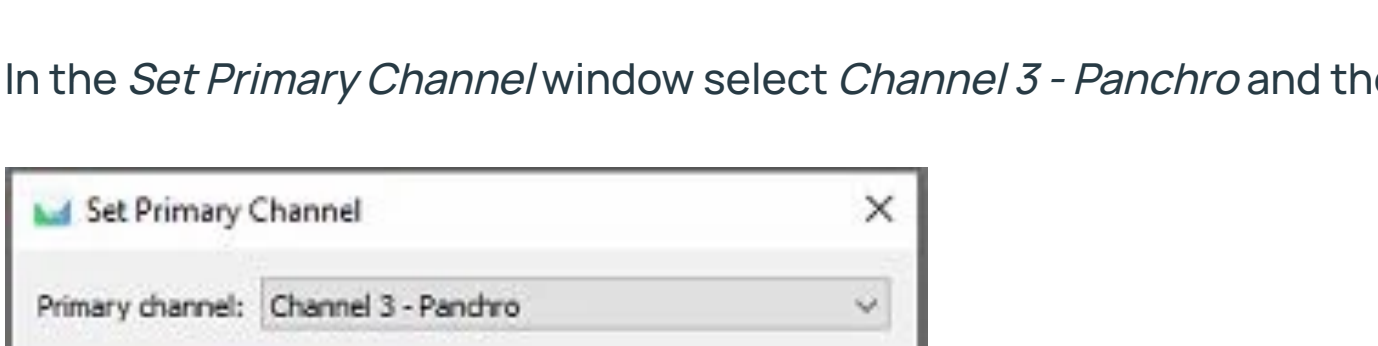 In the Set Primary Channel window select Channel 3 - Panchro and
Set Primary Channel
Primary channel: Channel 3 - Panchro